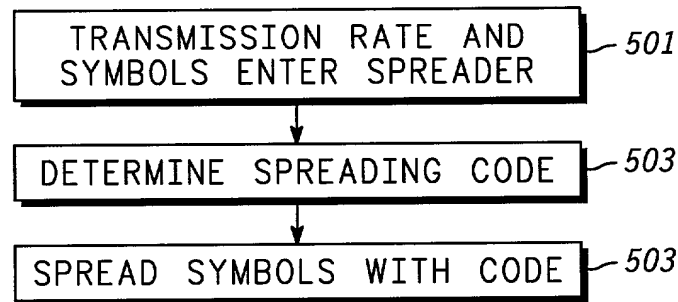 TRANSMISSION RATE AND
SYMBOLS ENTER SPREADER
501
DETERMINE SPREADING CODE
503
SPREAD SYMBOLS WITH CODE
503